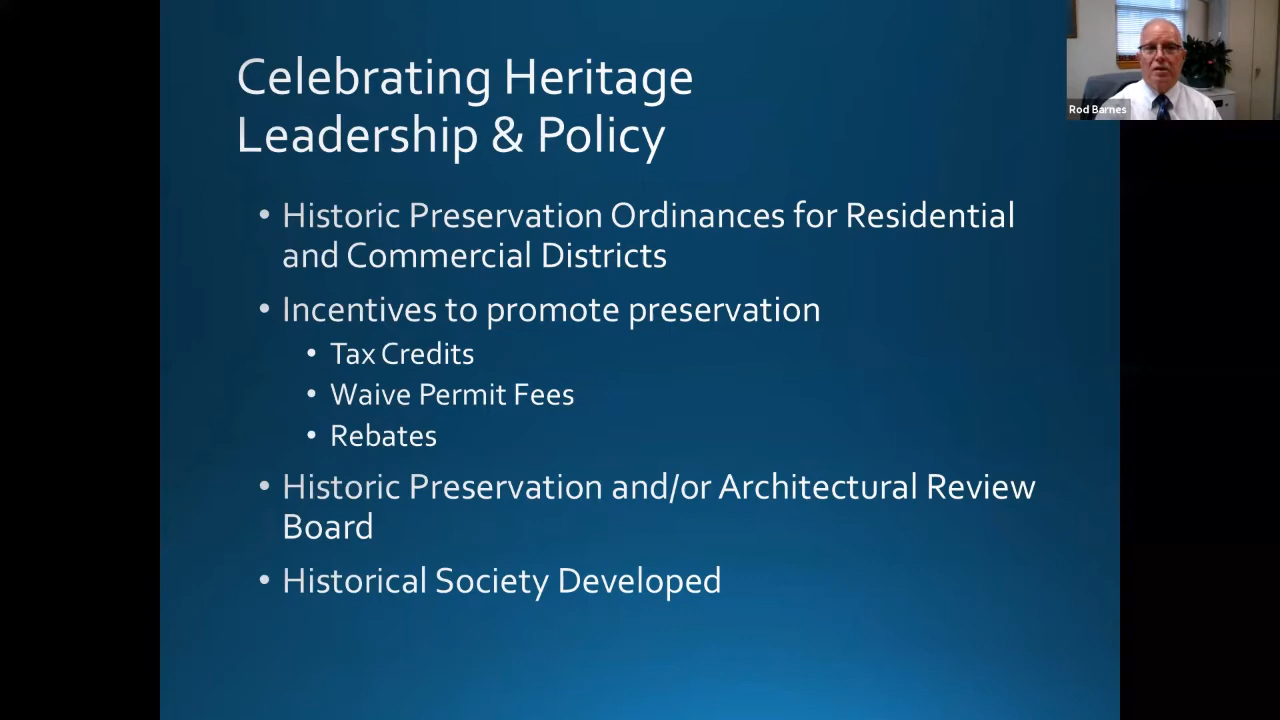 Celebrating Heritage
Leadership & Policy
• Historic Preservation Ordinances for Residential
and Commercial Districts
• Incentives to promote preservation
• Tax Credits
• Waive Permit Fees
• Rebates
• Historic Preservation and/or Architectural Review
Board
• Historical Society Developed
Rod Barnes